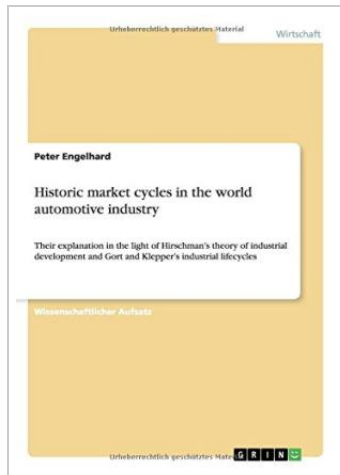 Urheberrechtlich geschütztes Material
Wirtschaft
Peter Engelhard
Historic market cycles in the world
automotive industry
Their explanation in the light of Hirschman's theory of industrial
development and Gort and Klepper's industrial lifecycles
Wissenschaftlicher Aufsatz
GRIN
Urheberrechtlich geschütztes Material